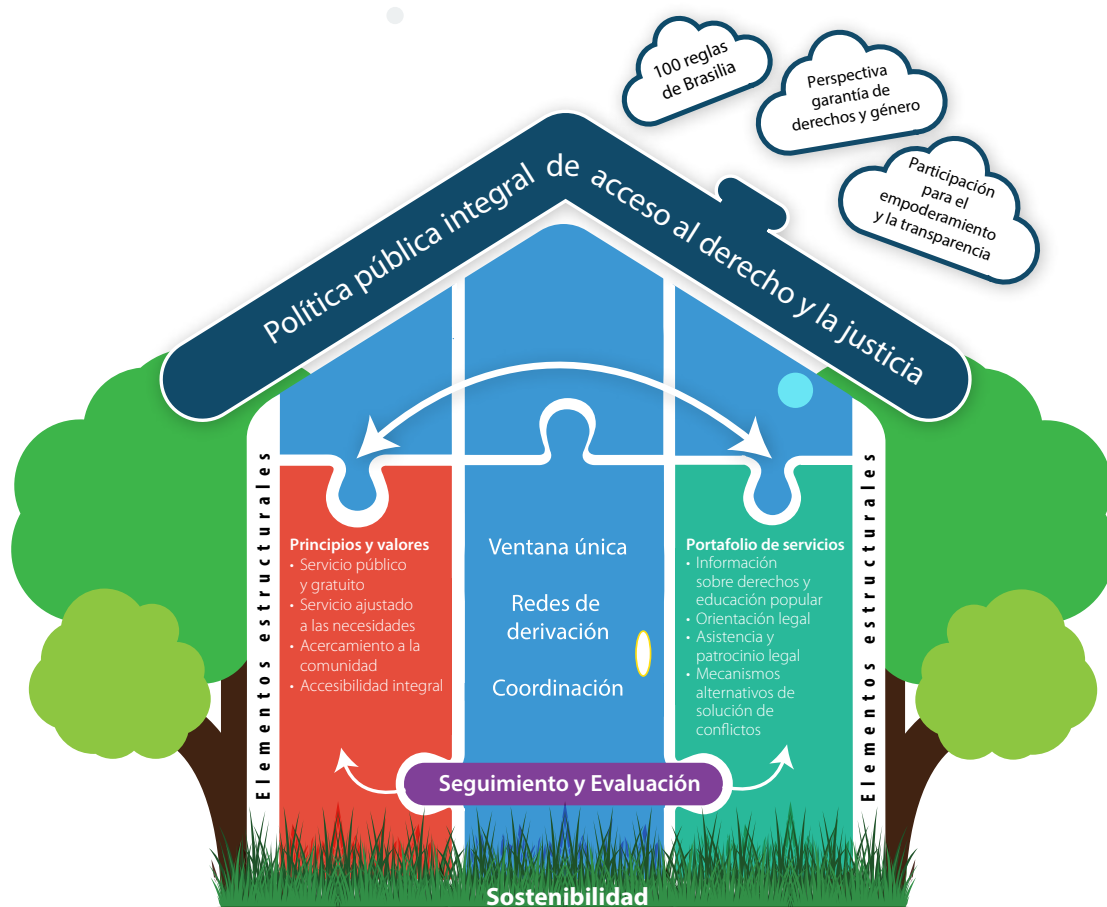 100 reglas
de Brasilia
Perspectiva
garantía de
derechos y género
Participación
para el
empoderamiento
y la transparencia
Política pública integral de acceso al derecho y la justicia
Elementos estructurales
Principios y valores
• Servicio público
y gratuito
• Servicio ajustado
a las necesidades
• Acercamiento a la
comunidad
• Accesibilidad integral
Ventana única
Redes de
derivación
Coordinación
Portafolio de servicios
• Información
sobre derechos y
educación popular
• Orientación legal
• Asistencia y
patrocinio legal
• Mecanismos
alternativos de
solución de
conflictos
Elementos estructurales
Seguimiento y Evaluación
Sostenibilidad